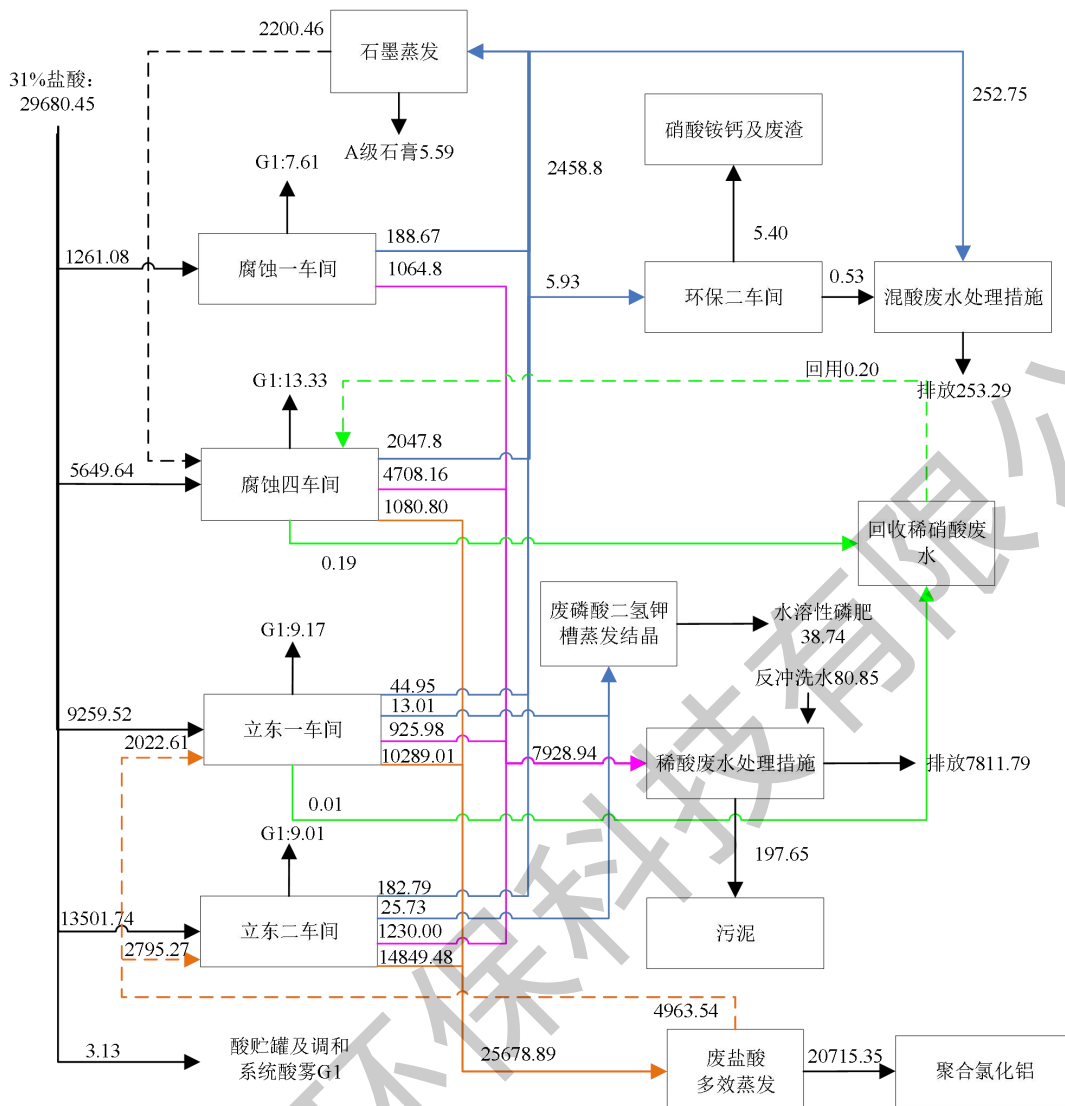 2200.46
石墨蒸发
31%盐酸：
29680.45
252.75
硝酸铵钙及废渣
A级石膏5.59
G1:7.61
2458.8
188.67
5.40
1261.08
腐蚀一车间
1064.8
5.93
环保二车间
0.53
混酸废水处理措施
回用0.20
G1:13.33
排放253.29
2047.8
5649.64
腐蚀四车间
4708.16
1080.80
回收稀硝酸废
水
0.19
废磷酸二氢钾
槽蒸发结晶
水溶性磷肥
38.74
G1:9.17
反冲洗水80.85
44.95
13.01
9259.52
立东一车间
925.98
2022.61
10289.01
7928.94
稀酸废水处理措施
排放7811.79
0.01
G1:9.01
197.65
182.79
25.73
13501.74
立东二车间
1230.00
污泥
2795.27
14849.48
4963.54
3.13
酸贮罐及调和
系统酸雾G1
25678.89
废盐酸
多效蒸发
20715.35
聚合氯化铝
环保科技有限公